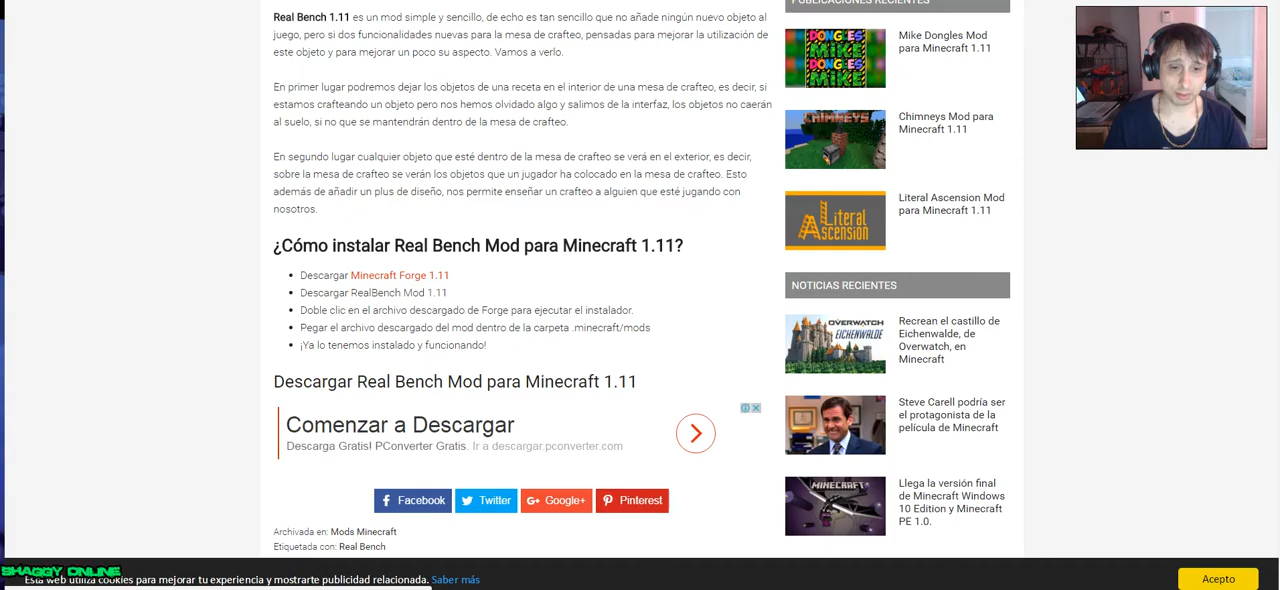 Real Bench 1.11 es un mod simple y sencillo, de echo es tan sencillo que no añade ningún nuevo objeto al
juego, pero si dos funcionalidades nuevas para la mesa de crafteo, pensadas para mejorar la utilización de
este objeto y para mejorar un poco su aspecto. Vamos a verlo.
En primer lugar podremos dejar los objetos de una receta en el interior de una mesa de crafteo, es decir, si
estamos crafteando un objeto pero nos hemos olvidado algo y salimos de la interfaz, los objetos no caerán
al suelo, si no que se mantendrán dentro de la mesa de crafteo.
En segundo lugar cualquier objeto que esté dentro de la mesa de crafteo se verá en el exterior, es decir,
sobre la mesa de crafteo se verán los objetos que un jugador ha colocado en la mesa de crafteo. Esto
además de añadir un plus de diseño, nos permite enseñar un crafteo a alguien que esté jugando con
nosotros.
¿Cómo instalar Real Bench Mod para Minecraft 1.11?
Descargar Minecraft Forge 1.11
Descargar RealBench Mod 1.11
Doble clic en el archivo descargado de Forge para ejecutar el instalador.
Pegar el archivo descargado del mod dentro de la carpeta .minecraft/mods
¡Ya lo tenemos instalado y funcionando!
Descargar Real Bench Mod para Minecraft 1.11
Comenzar a Descargar
Descarga Gratis! PConverter Gratis. Ir a descargar.pconverter.com
Facebook Twitter Google+ Pinterest
Archivada en: Mods Minecraft
Etiquetada con: Real Bench
PUBLICACIONES RECIENTES
DONGLES
MIKE
DONGLES
MIKE
Mike Dongles Mod
para Minecraft 1.11
CHIMNEYS
Chimneys Mod para
Minecraft 1.11
Literal
Ascension
Literal Ascension Mod
para Minecraft 1.11
NOTICIAS RECIENTES
OVERWATCH
EICHENWALDE
Recrean el castillo de
Eichenwalde, de
Overwatch, en
Minecraft
Steve Carell podría ser
el protagonista de la
película de Minecraft
MINECRAFT
Llega la versión final
de Minecraft Windows
10 Edition y Minecraft
PE 1.0.
SHAGGY ONLINE
Esta web utiliza cookies para mejorar tu experiencia y mostrarte publicidad relacionada. Saber más
Acepto